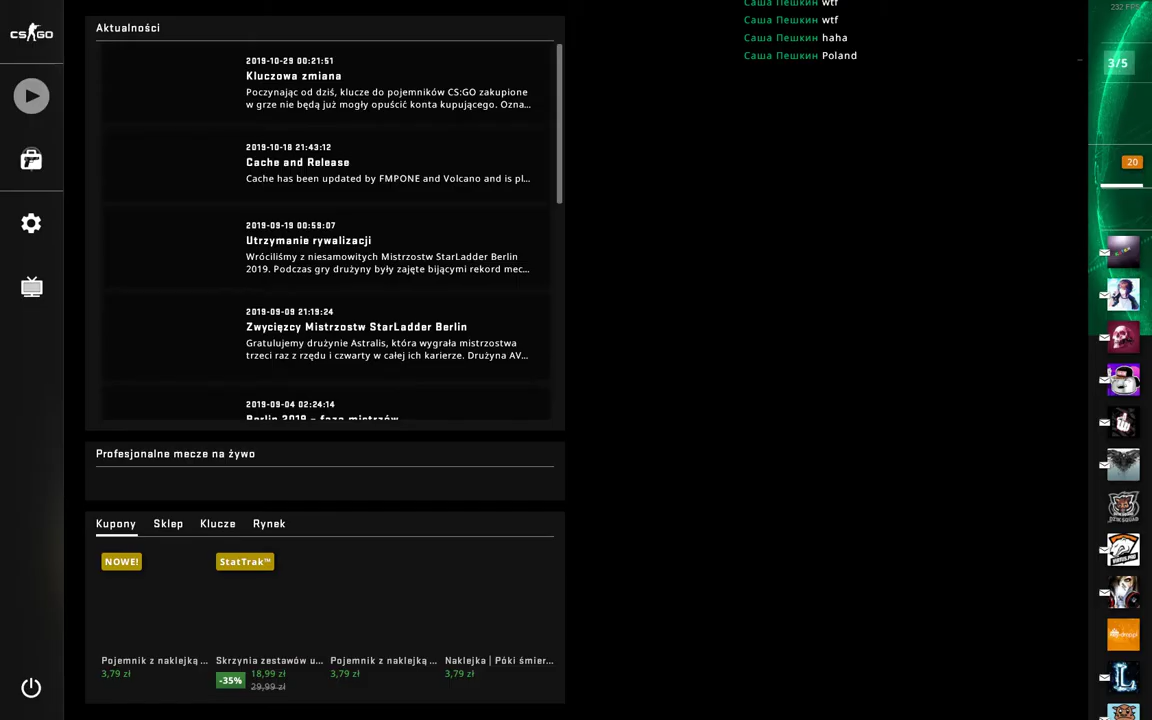 CS GO
Aktualności
2019-10-29 00:21:51
Kluczowa zmiana
Poczynając od dziś, klucze do pojemników CS:GO zakupione
w grze nie będą już mogły opuścić konta kupującego. Ozna...
2019-10-18 21:43:12
Cache and Release
Cache has been updated by FMPONE and Volcano and is pl...
2019-09-19 00:59:07
Utrzymanie rywalizacji
Wróciliśmy z niesamowitych Mistrzostw StarLadder Berlin
2019. Podczas gry drużyny były zajęte bijącymi rekord mec...
2019-09-09 21:19:24
Zwycięzcy Mistrzostw StarLadder Berlin
Gratulujemy drużynie Astralis, która wygrała mistrzostwa
trzeci raz z rzędu i czwarty w całej ich karierze. Drużyna AV...
2019-09-04 02:24:14
Berlin 2019 – faza mistrzów
Profesjonalne mecze na żywo
Kupony Sklep Klucze Rynek
NOWE! StatTrak™
Pojemnik z naklejką ... Skrzynia zestawów u... Pojemnik z naklejką ... Naklejka | Póki śmier...
3,79 zł -35% 18,99 zł 29,99 zł 3,79 zł 3,79 zł
Саша Пешкин wtf
Саша Пешкин wtf
Саша Пешкин haha
Саша Пешкин Poland
232 FPS
3/5
20